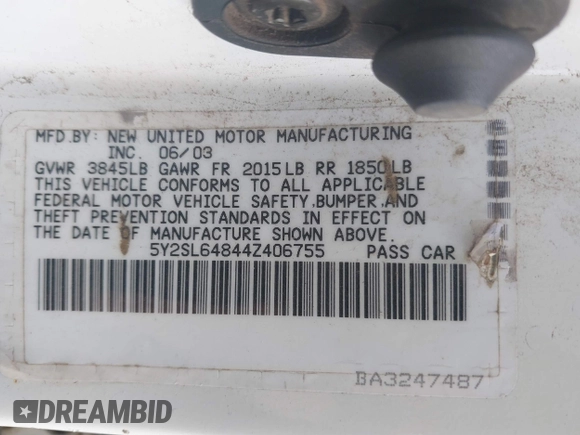 MFD.BY: NEW UNITED MOTOR MANUFACTURING
INC. 06/03
GVWR 3845LB GAWR FR 2015LB RR 1850LB
THIS VEHICLE CONFORMS TO ALL APPLICABLE
FEDERAL MOTOR VEHICLE SAFETY,BUMPER,AND
THEFT PREVENTION STANDARDS IN EFFECT ON
THE DATE OF MANUFACTURE SHOWN ABOVE.
5Y2SL64844Z406755 PASS CAR
BA3247487
DREAMBID